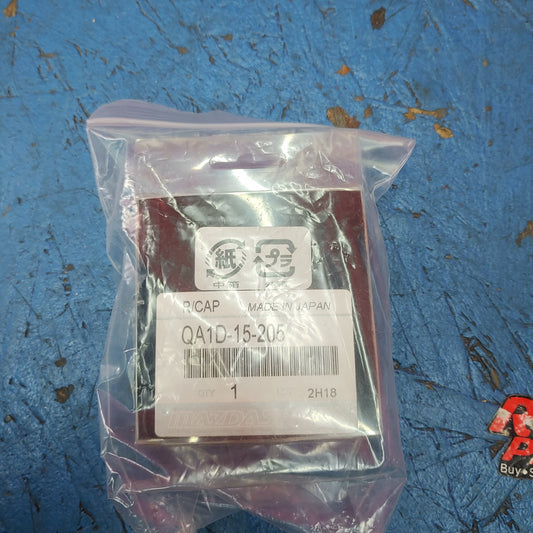 紙
プラ
R/CAP MADE IN JAPAN
QA1D-15-205
QTY 1 2H18
MAZDA
Buy•S